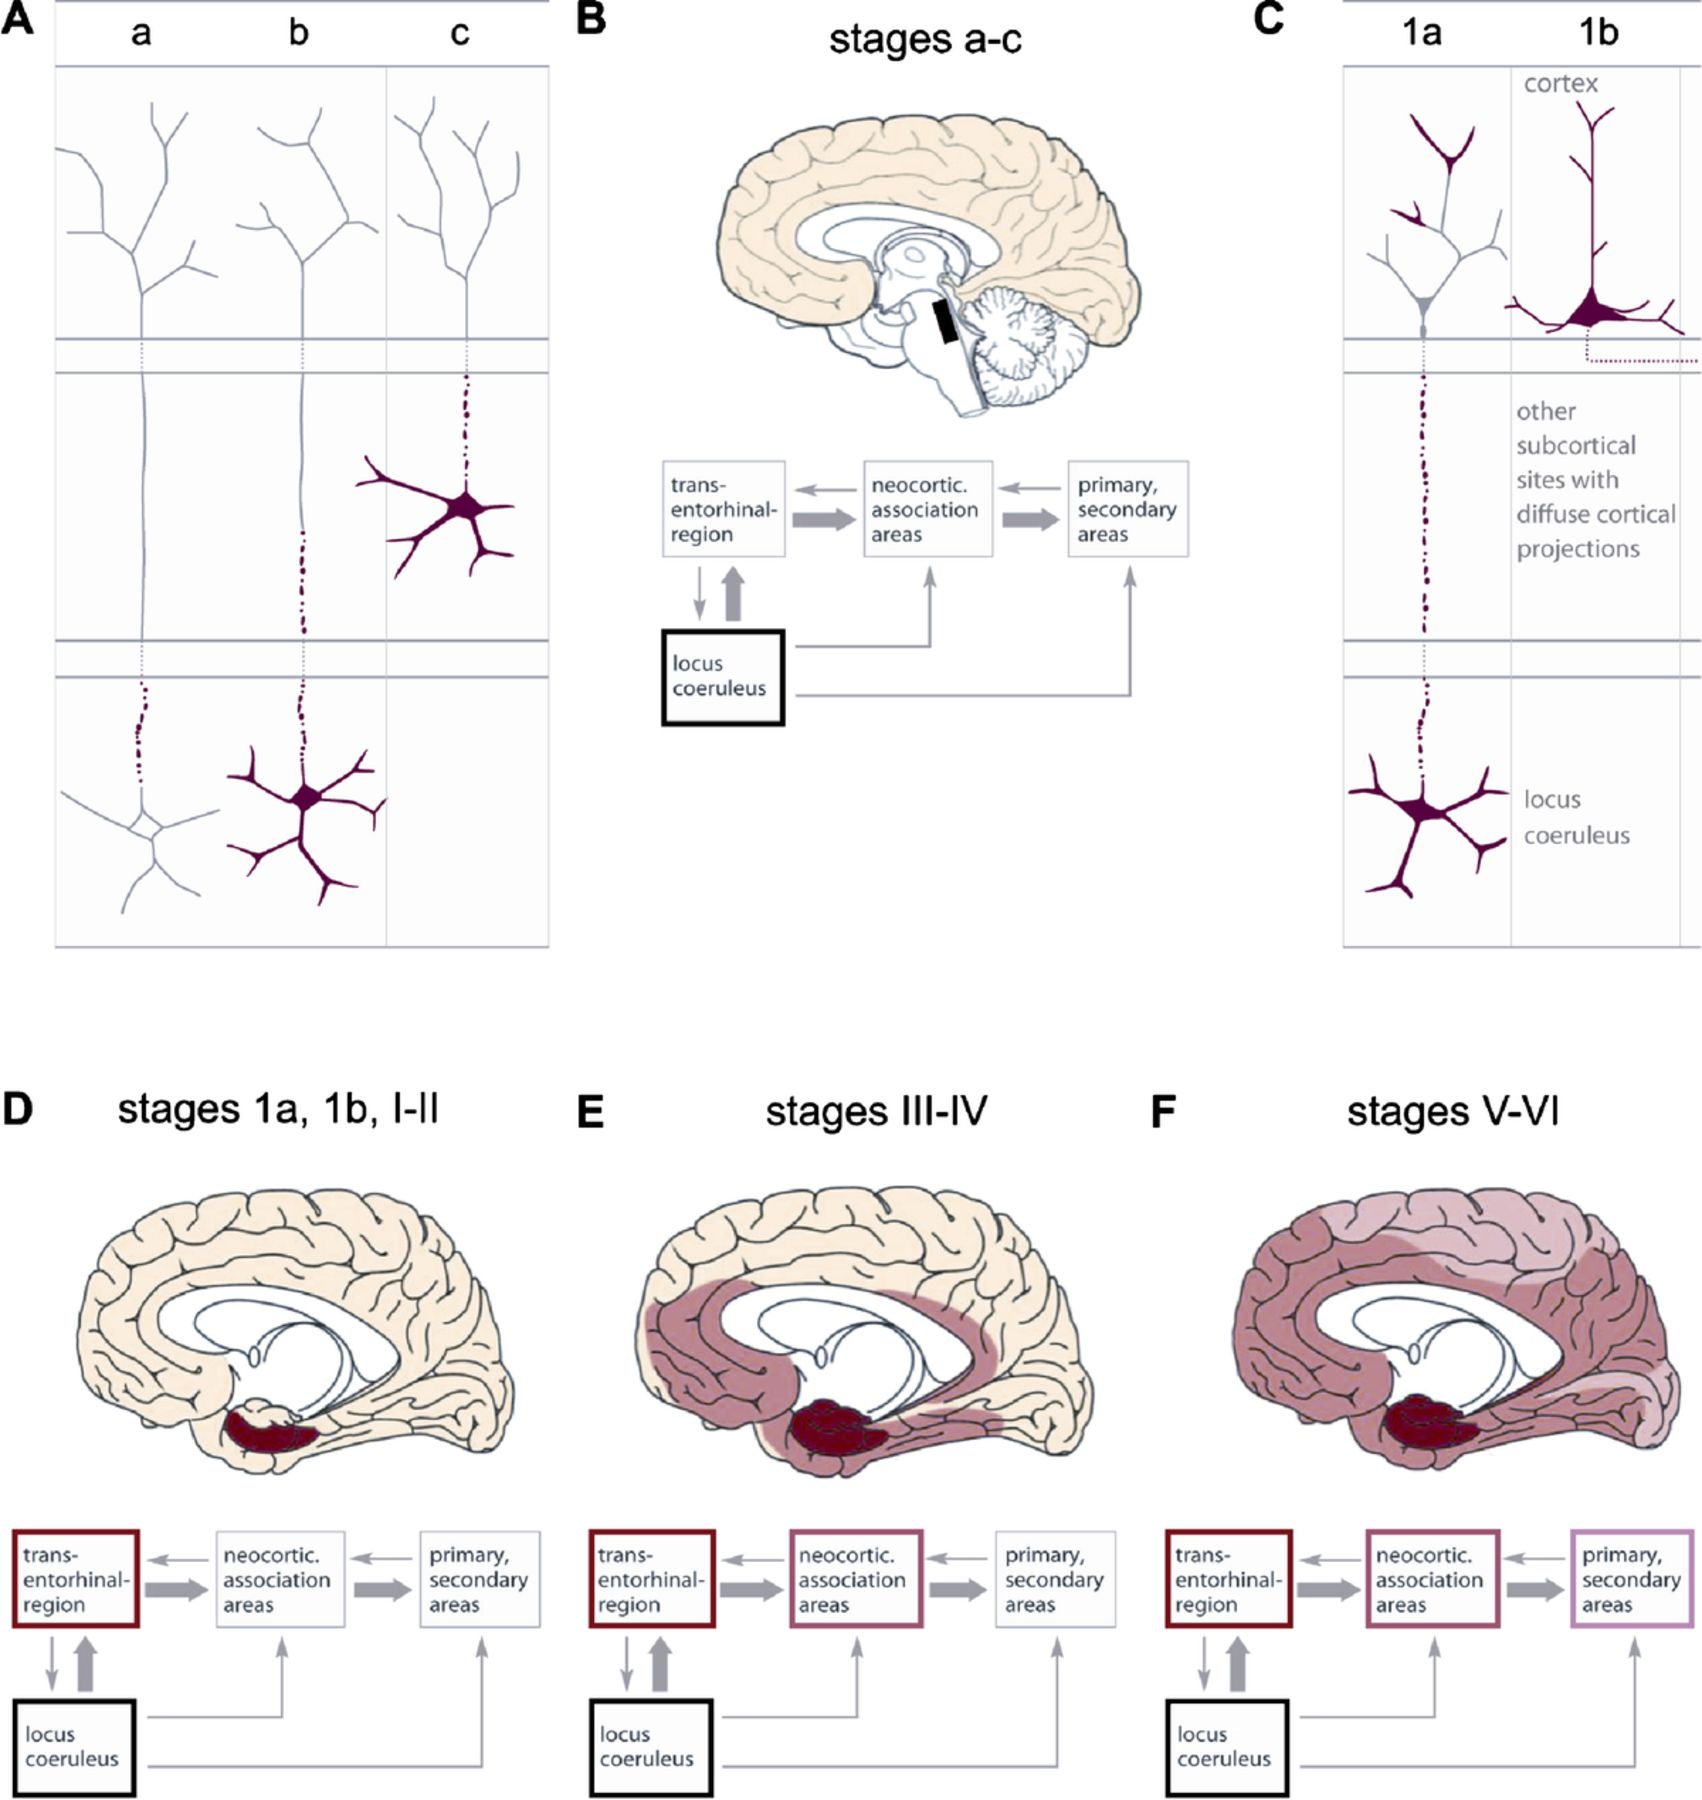 A
a
b
c
B
stages a-c
trans-
entorhinal-
region
neocortic.
association
areas
primary,
secondary
areas
locus
coeruleus
C
1a
1b
cortex
other
subcortical
sites with
diffuse cortical
projections
locus
coeruleus
D
stages 1a, 1b, I-II
trans-
entorhinal-
region
neocortic.
association
areas
primary,
secondary
areas
locus
coeruleus
E
stages III-IV
trans-
entorhinal-
region
neocortic.
association
areas
primary,
secondary
areas
locus
coeruleus
F
stages V-VI
trans-
entorhinal-
region
neocortic.
association
areas
primary,
secondary
areas
locus
coeruleus